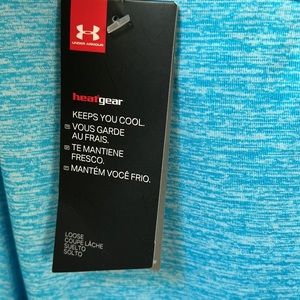 UNDER ARMOUR
heatgear
KEEPS YOU COOL.
VOUS GARDE
AU FRAIS.
TE MANTIENE
FRESCO.
MANTÉM VOCÊ FRIO.
LOOSE
COUPE LÂCHE
SUELTO
SOLTO